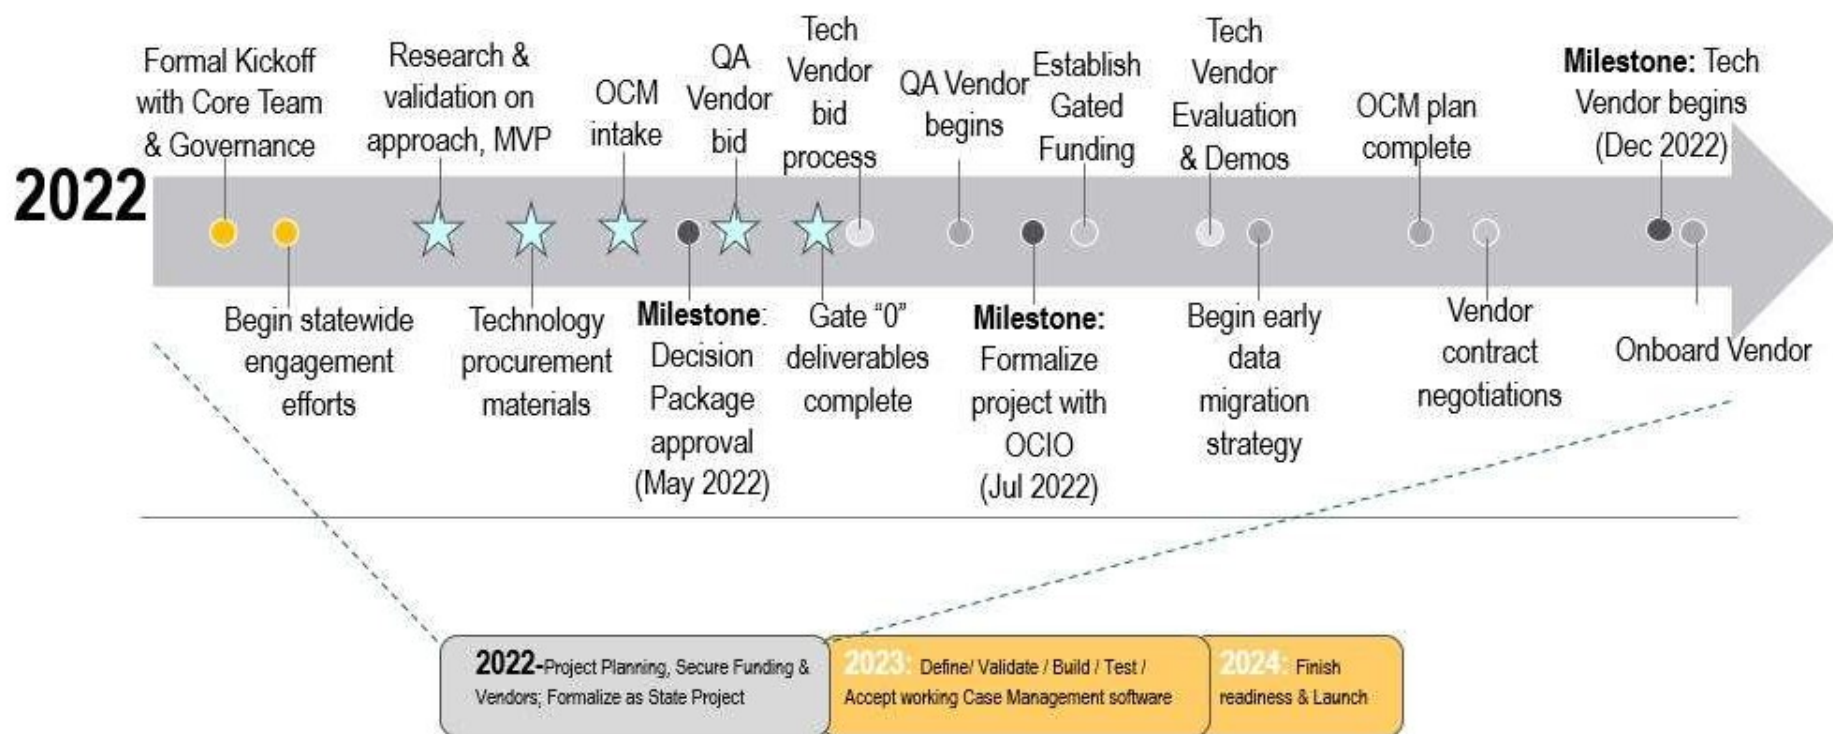 2022
Formal Kickoff
with Core Team
& Governance
Research &
validation on
approach, MVP
OCM
intake
QA
Vendor
bid
Tech
Vendor
bid
process
QA Vendor
begins
Establish
Gated
Funding
Tech
Vendor
Evaluation
& Demos
OCM plan
complete
Milestone: Tech
Vendor begins
(Dec 2022)
Begin statewide
engagement
efforts
Technology
procurement
materials
Milestone:
Decision
Package
approval
(May 2022)
Gate “0”
deliverables
complete
Milestone:
Formalize
project with
OCIO
(Jul 2022)
Begin early
data
migration
strategy
Vendor
contract
negotiations
Onboard Vendor
2022-Project Planning, Secure Funding &
Vendors; Formalize as State Project
2023: Define/ Validate / Build / Test /
Accept working Case Management software
2024: Finish
readiness & Launch